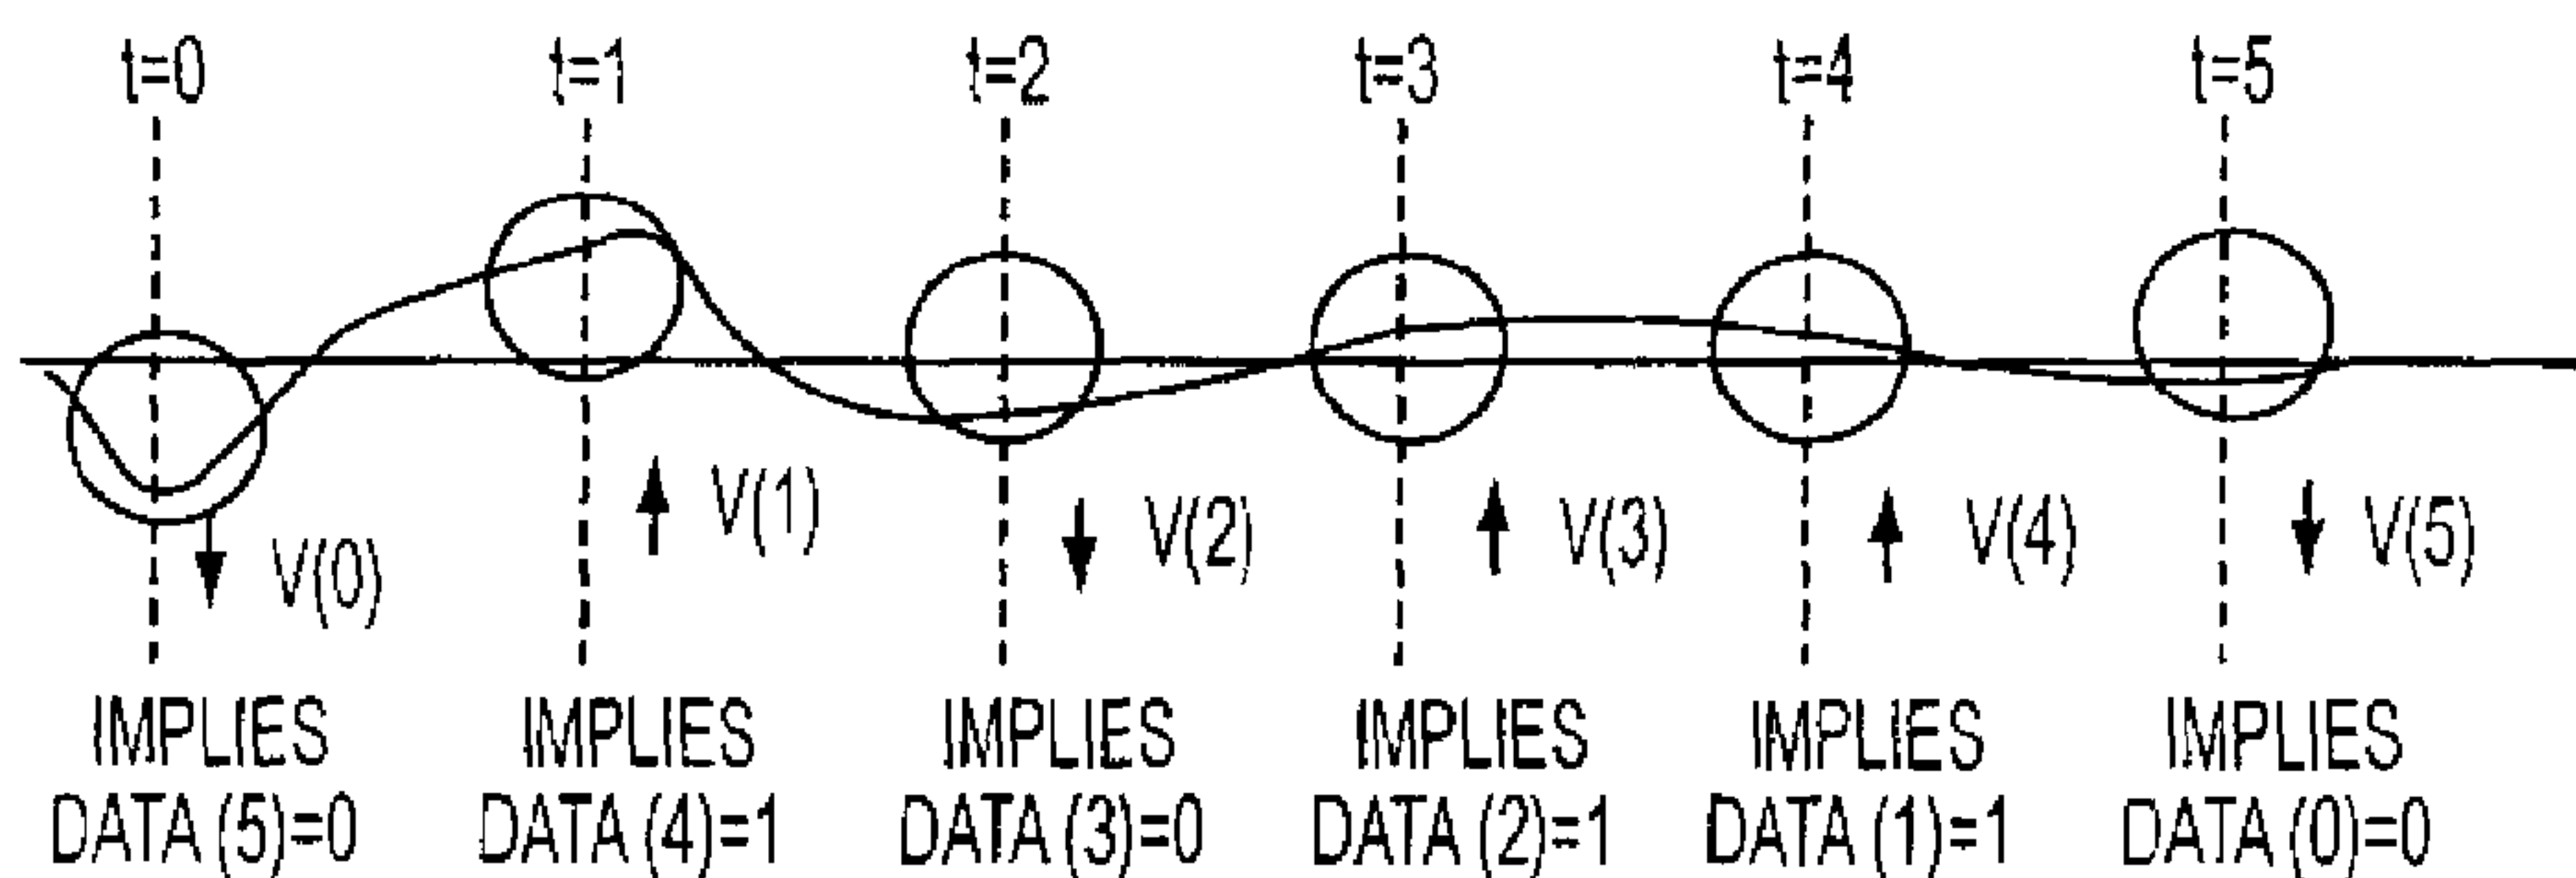 t=0 t=1 t=2 t=3 t=4 t=5
V(0) V(1) V(2) V(3) V(4) V(5)
IMPLIES IMPLIES IMPLIES IMPLIES IMPLIES IMPLIES
DATA (5)=0 DATA (4)=1 DATA (3)=0 DATA (2)=1 DATA (1)=1 DATA (0)=0